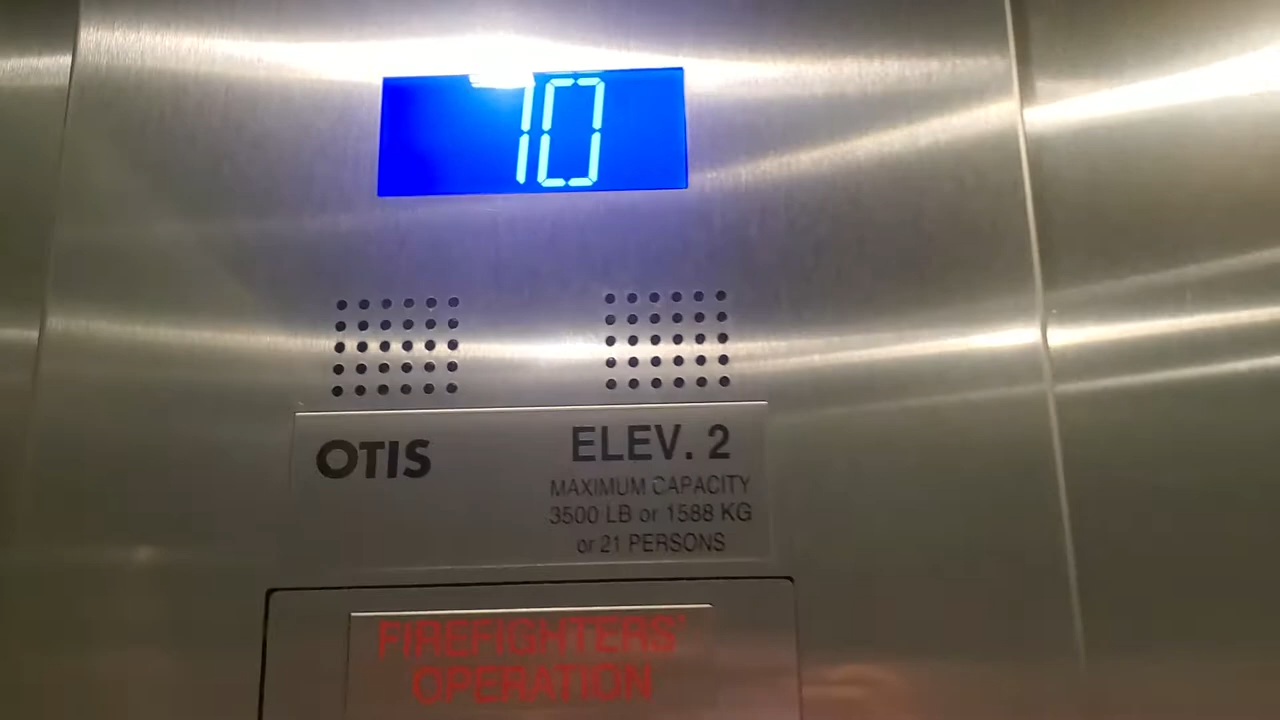 10
OTIS
ELEV. 2
MAXIMUM CAPACITY
3500 LB or 1588 KG
or 21 PERSONS
FIREFIGHTERS'
OPERATION